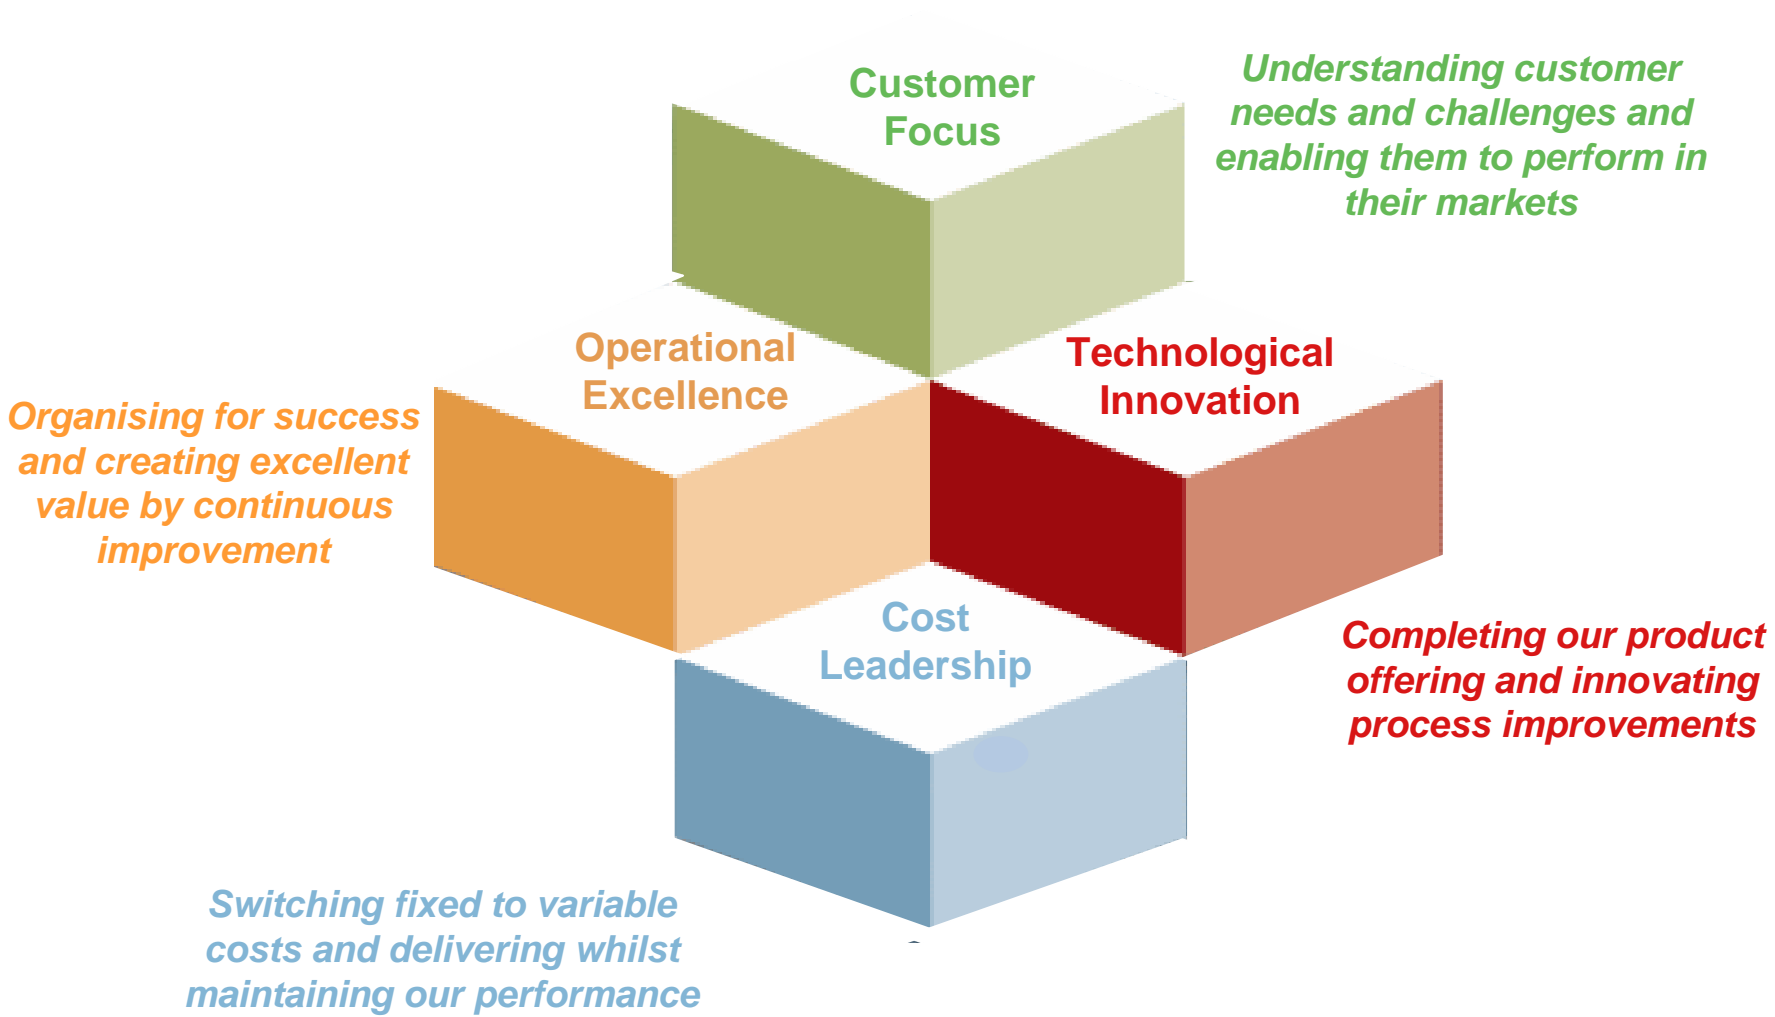 Customer
Focus
Understanding customer
needs and challenges and
enabling them to perform in
their markets
Operational
Excellence
Organising for success
and creating excellent
value by continuous
improvement
Technological
Innovation
Completing our product
offering and innovating
process improvements
Cost
Leadership
Switching fixed to variable
costs and delivering whilst
maintaining our performance